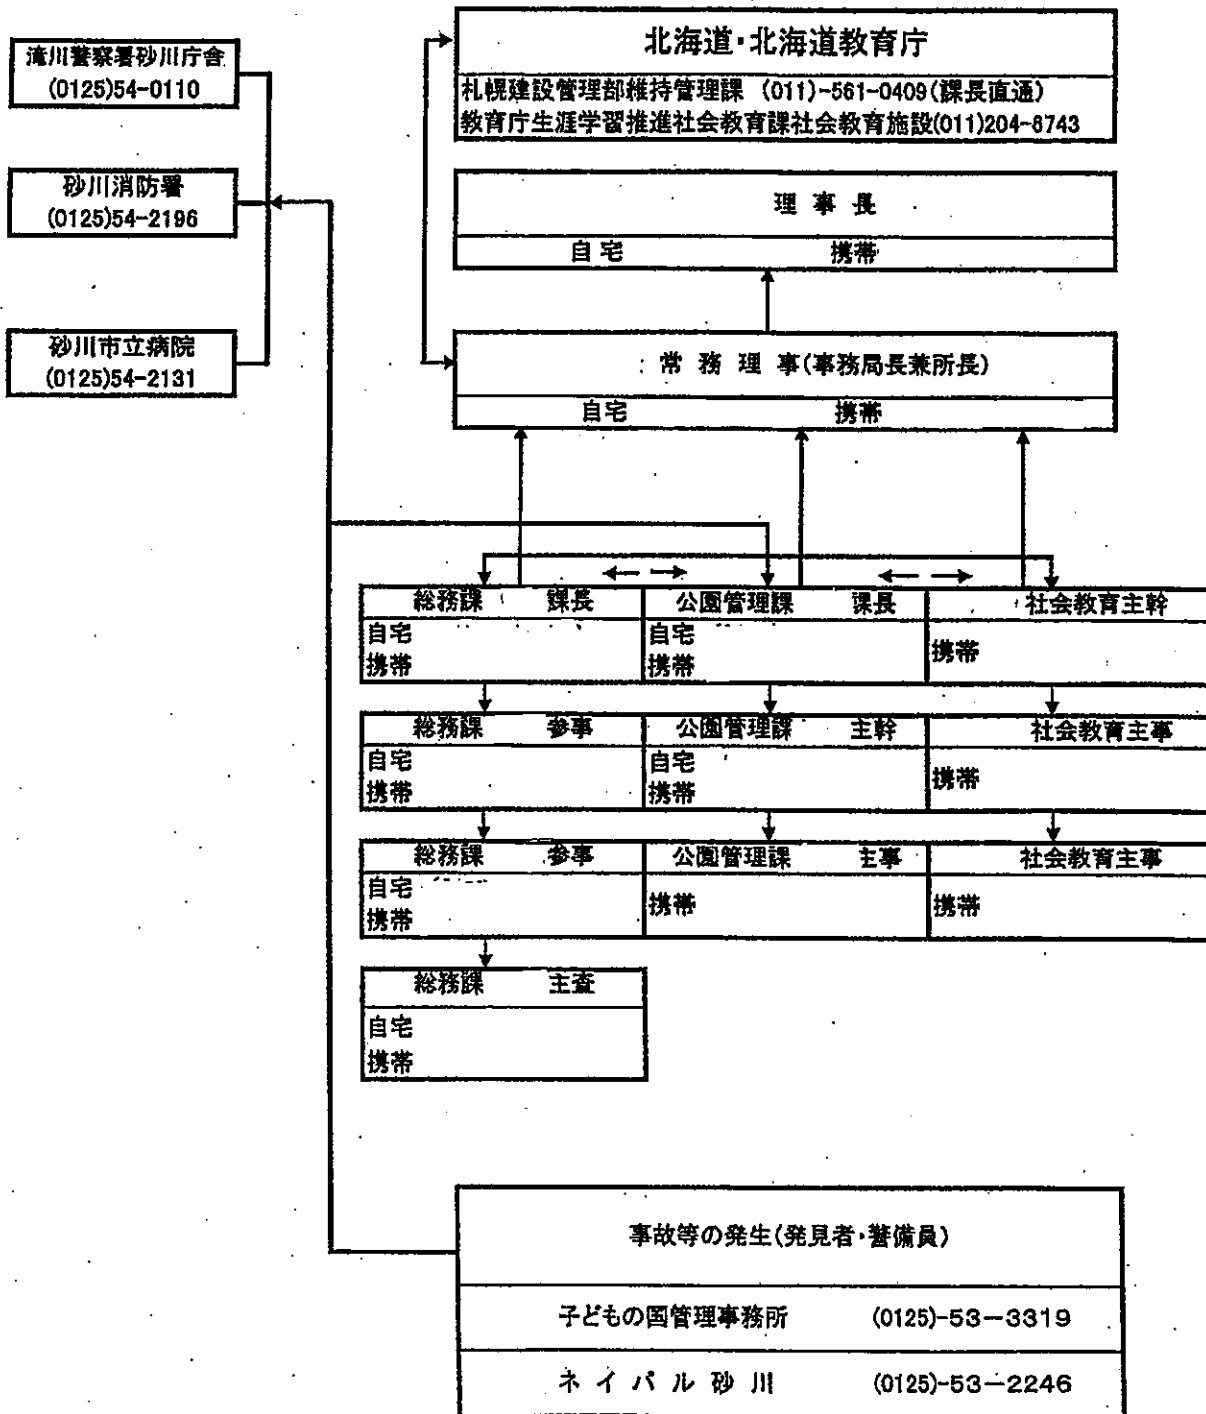 滝川警察署砂川庁舎
(0125)54-0110
砂川消防署
(0125)54-2196
砂川市立病院
(0125)54-2131
北海道・北海道教育庁
札幌建設管理部維持管理課 (011)-561-0409(課長直通)
教育庁生涯学習推進社会教育課社会教育施設(011)204-6743
理 事 長
自宅 携帯
常 務 理 事(事務局長兼所長)
自宅 携帯
総務課 課長 公園管理課 課長 社会教育主幹
自宅 自宅
携帯 携帯 携帯
総務課 参事 公園管理課 主幹 社会教育主事
自宅 自宅
携帯 携帯 携帯
総務課 参事 公園管理課 主事 社会教育主事
自宅
携帯 携帯 携帯
総務課 主査
自宅
携帯
事故等の発生(発見者・警備員)
子どもの国管理事務所 (0125)-53-3319
ネイパル砂川 (0125)-53-2246